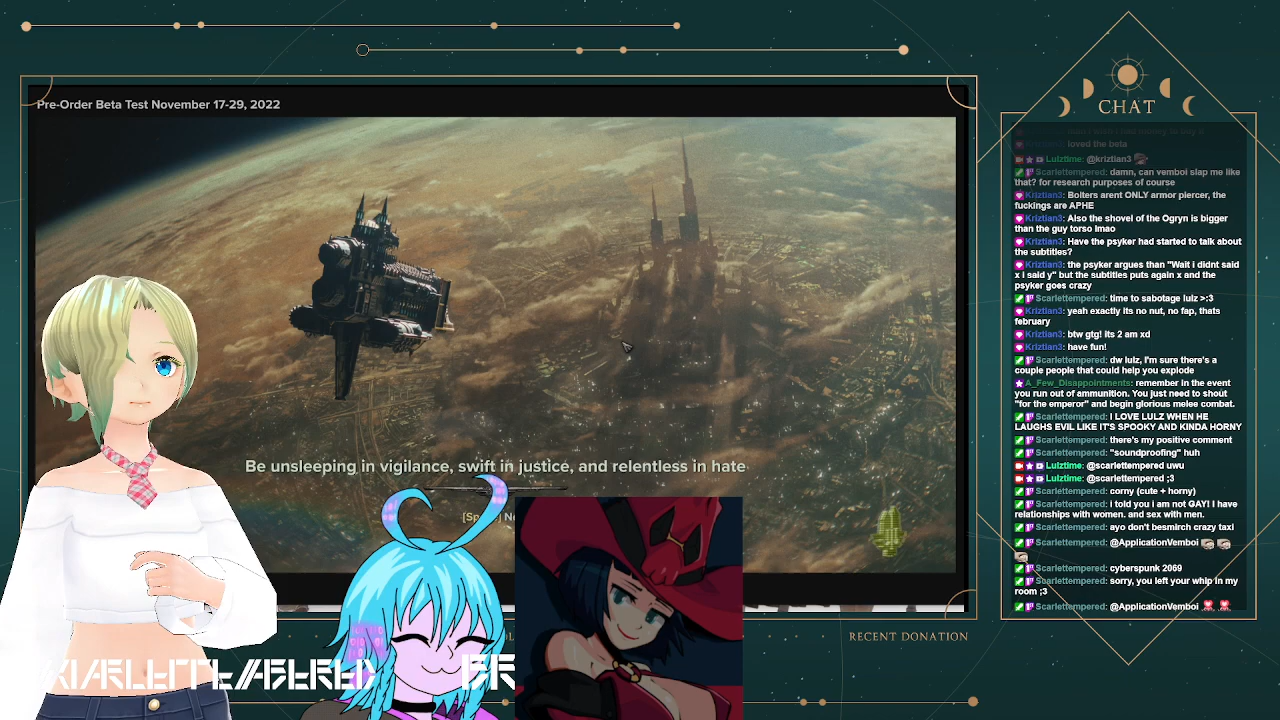 Pre-Order Beta Test November 17-29, 2022
Be unsleeping in vigilance, swift in justice, and relentless in hate
CHAT
loved the beta
Lulztime: @kriztian3
Scarlettempered: damn, can vemboi slap me like
that? for research purposes of course
Kriztian3: Bolters arent ONLY armor piercer, the
fuckings are APHE
Kriztian3: Also the shovel of the Ogryn is bigger
than the guy torso lmao
Kriztian3: Have the psyker had started to talk about
the subtitles?
Kriztian3: the psyker argues than "Wait i didnt said
x i said y" but the subtitles puts again x and the
psyker goes crazy
Scarlettempered: time to sabotage lulz >:3
Kriztian3: yeah exactly its no nut, no fap, thats
february
Kriztian3: btw gtg! its 2 am xd
Kriztian3: have fun!
Scarlettempered: dw lulz, I'm sure there's a
couple people that could help you explode
A_Few_Disappointments: remember in the event
you run out of ammunition. You just need to shout
"for the emperor" and begin glorious melee combat.
Scarlettempered: I LOVE LULZ WHEN HE
LAUGHS EVIL LIKE IT'S SPOOKY AND KINDA HORNY
Scarlettempered: there's my positive comment
Scarlettempered: "soundproofing" huh
Lulztime: @scarlettempered uwu
Lulztime: @scarlettempered ;3
Scarlettempered: corny (cute + horny)
Scarlettempered: i told you i am not GAY! I have
relationships with women. and sex with men.
Scarlettempered: ayo don't besmirch crazy taxi
Scarlettempered: @ApplicationVemboi
Scarlettempered: cyberpunk 2069
Scarlettempered: sorry, you left your whip in my
room ;3
Scarlettempered: @ApplicationVemboi
RECENT DONATION